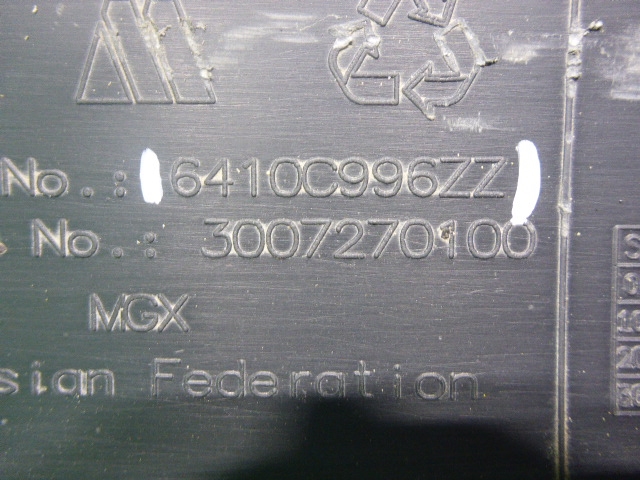 No.: 6410C996ZZ
No.: 3007270100
MGX
sian Federation